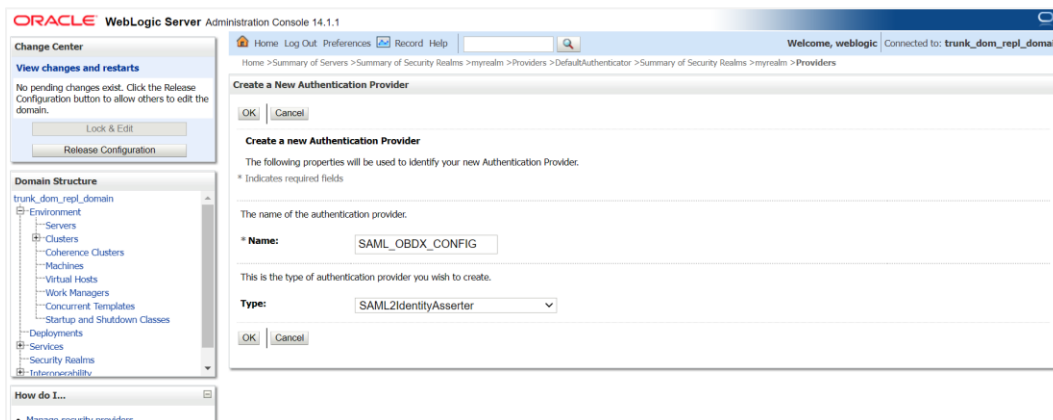 ORACLE WebLogic Server Administration Console 14.1.1
Change Center
View changes and restarts
No pending changes exist. Click the Release
Configuration button to allow others to edit the
domain.
Lock & Edit
Release Configuration
Domain Structure
trunk_dom_repl_domain
Environment
Servers
Clusters
Coherence Clusters
Machines
Virtual Hosts
Work Managers
Concurrent Templates
Startup and Shutdown Classes
Deployments
Services
Security Realms
Interoperability
How do I...
Manage security providers
Home Log Out Preferences Record Help
Welcome, weblogic Connected to: trunk_dom_repl_domai
Home >Summary of Servers >Summary of Security Realms >myrealm >Providers >DefaultAuthenticator >Summary of Security Realms >myrealm >Providers
Create a New Authentication Provider
OK Cancel
Create a new Authentication Provider
The following properties will be used to identify your new Authentication Provider.
* Indicates required fields
The name of the authentication provider.
* Name: SAML_OBDX_CONFIG
This is the type of authentication provider you wish to create.
Type: SAML2IdentityAsserter
OK Cancel